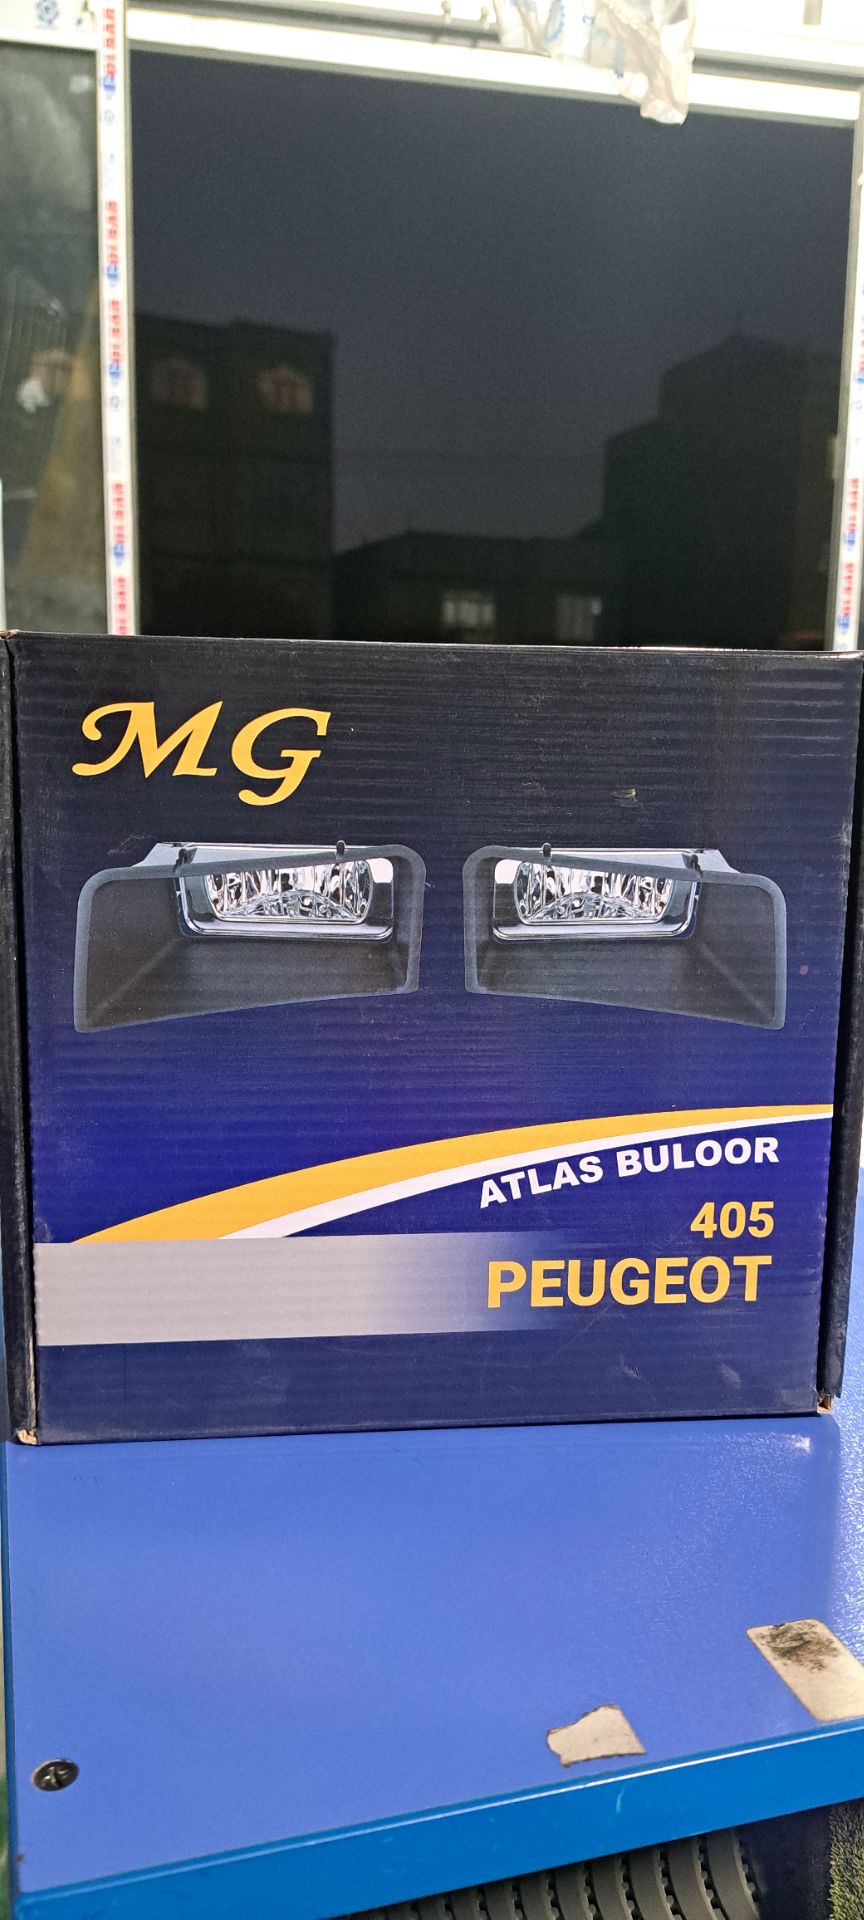 MG
ATLAS BULOOR
405
PEUGEOT